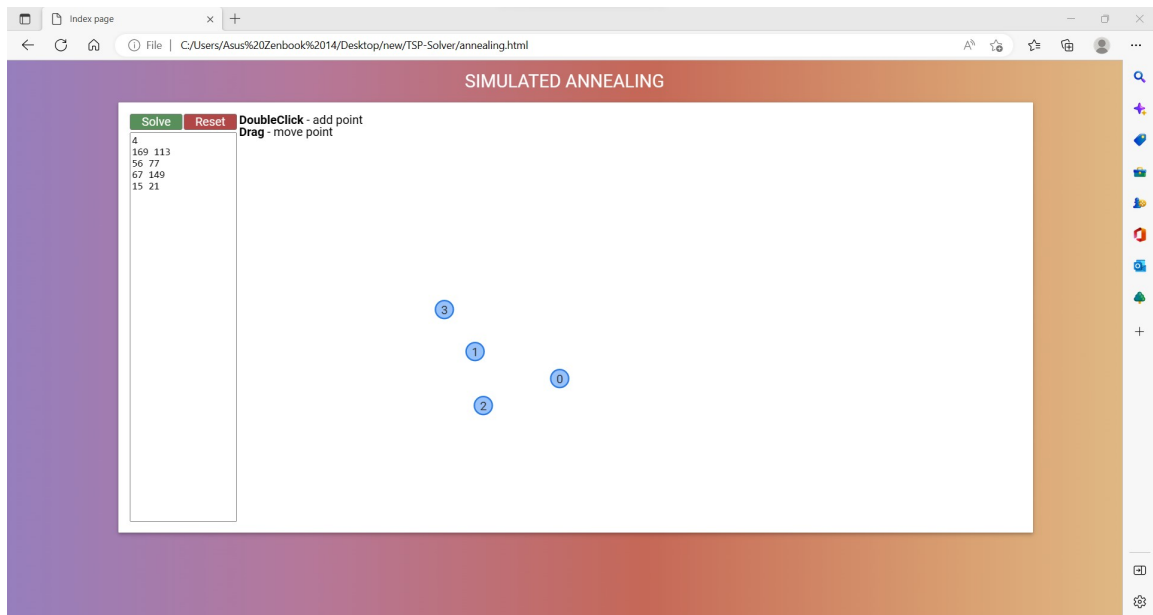 Index page
File | C:/Users/Asus%20Zenbook%2014/Desktop/new/TSP-Solver/annealing.html
SIMULATED ANNEALING
Solve Reset DoubleClick - add point
Drag - move point
4
169 113
56 77
67 149
15 21
3
1
0
2